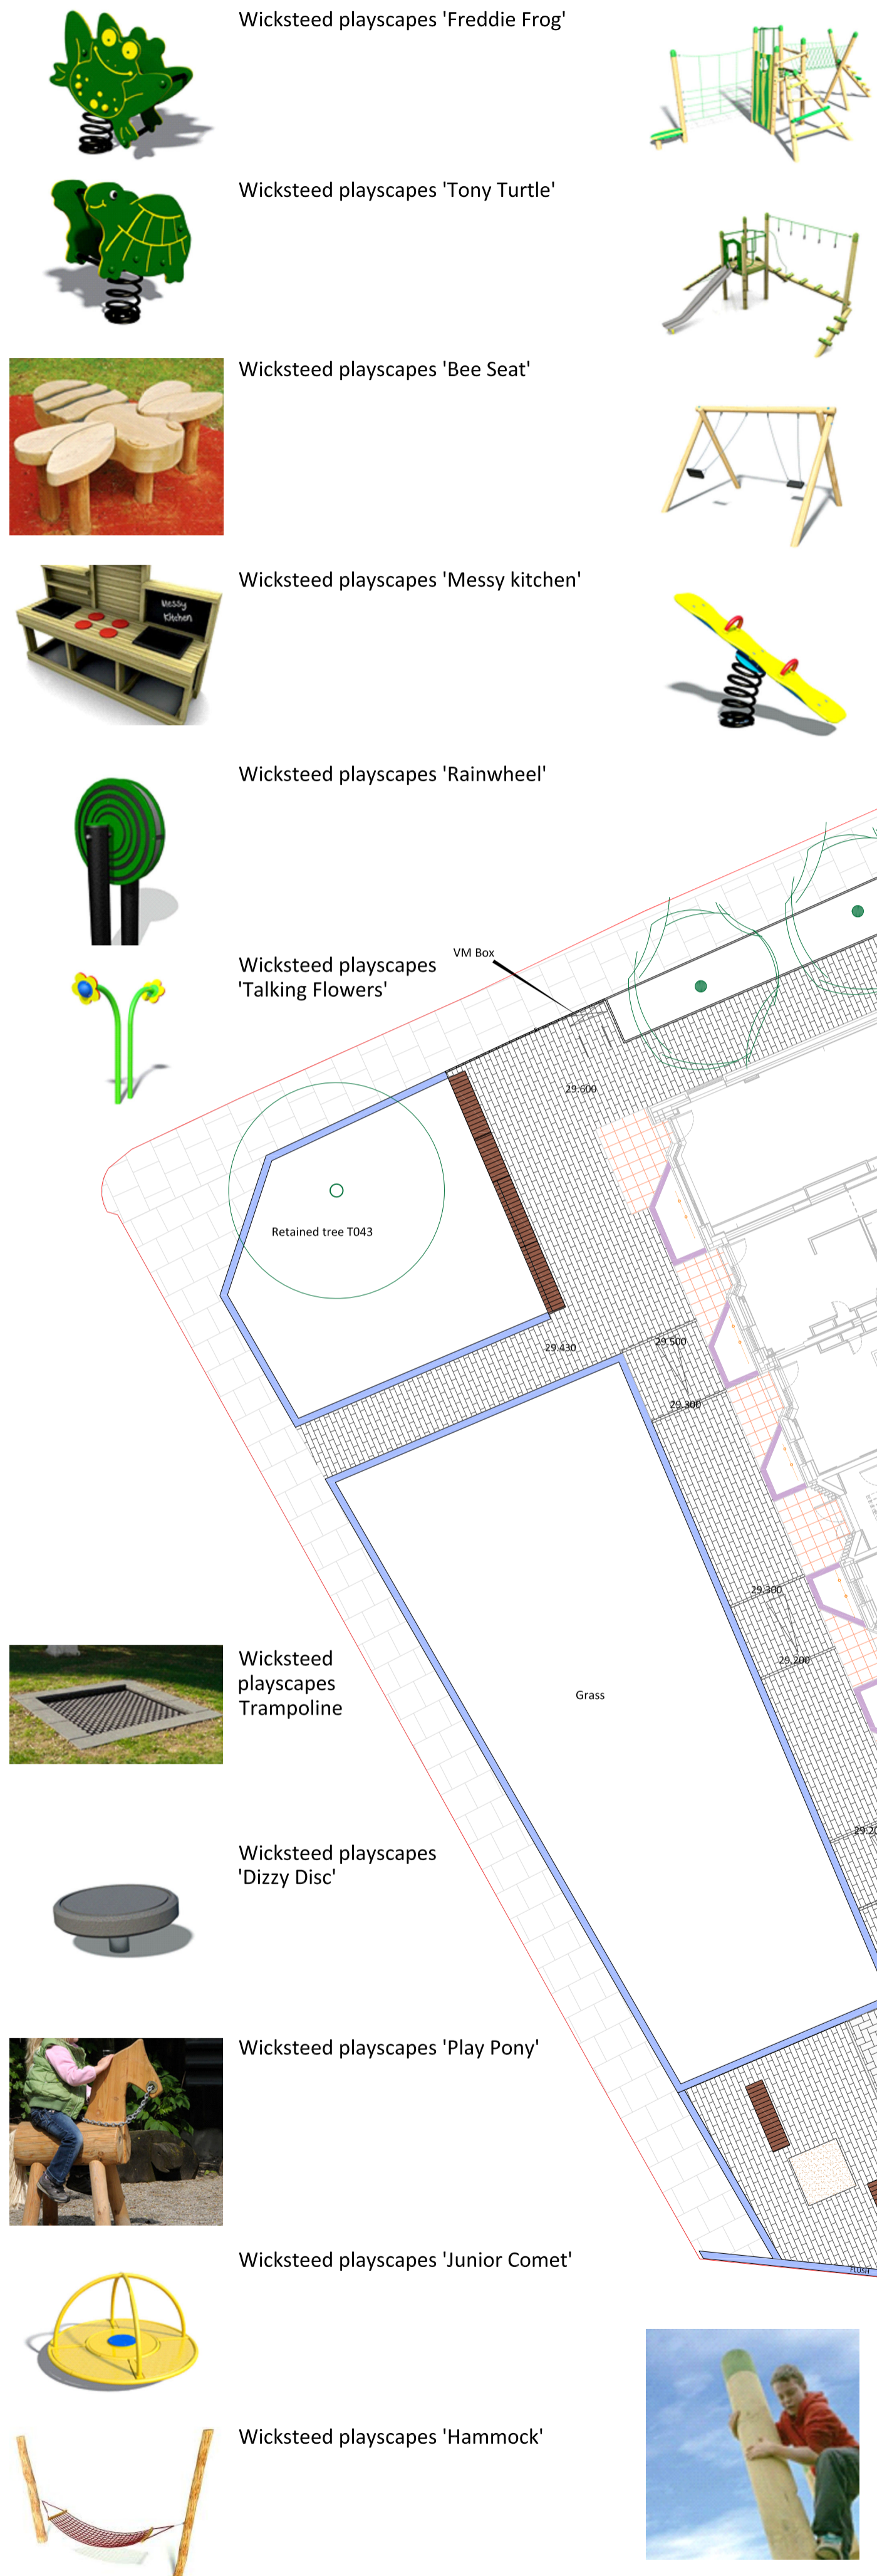 Wicksteed playscapes 'Freddie Frog'
Wicksteed playscapes 'Tony Turtle'
Wicksteed playscapes 'Bee Seat'
Wicksteed playscapes 'Messy kitchen'
Messy
Kitchen
Wicksteed playscapes 'Rainwheel'
Wicksteed playscapes
'Talking Flowers'
VM Box
29.600
Retained tree T043
29.430
29.500
29.300
29.300
29.200
Grass
Wicksteed
playscapes
Trampoline
29.20
Wicksteed playscapes
'Dizzy Disc'
Wicksteed playscapes 'Play Pony'
Wicksteed playscapes 'Junior Comet'
FLUSH
Wicksteed playscapes 'Hammock'